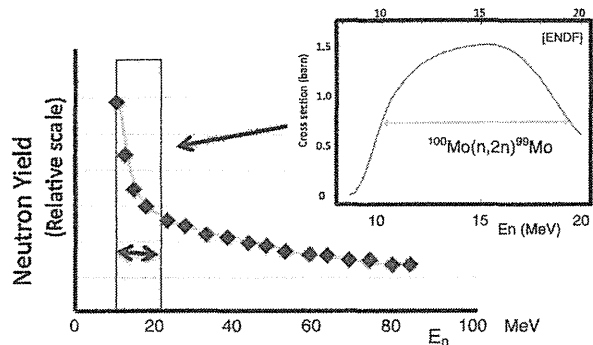 Neutron Yield
(Relative scale)
0
20
40
60
80
100
MeV
En
10
15
20
[ENDF]
Cross section (barn)
1.5
1.0
0.5
0
100Mo(n,2n)99Mo
10
15
20
En (MeV)